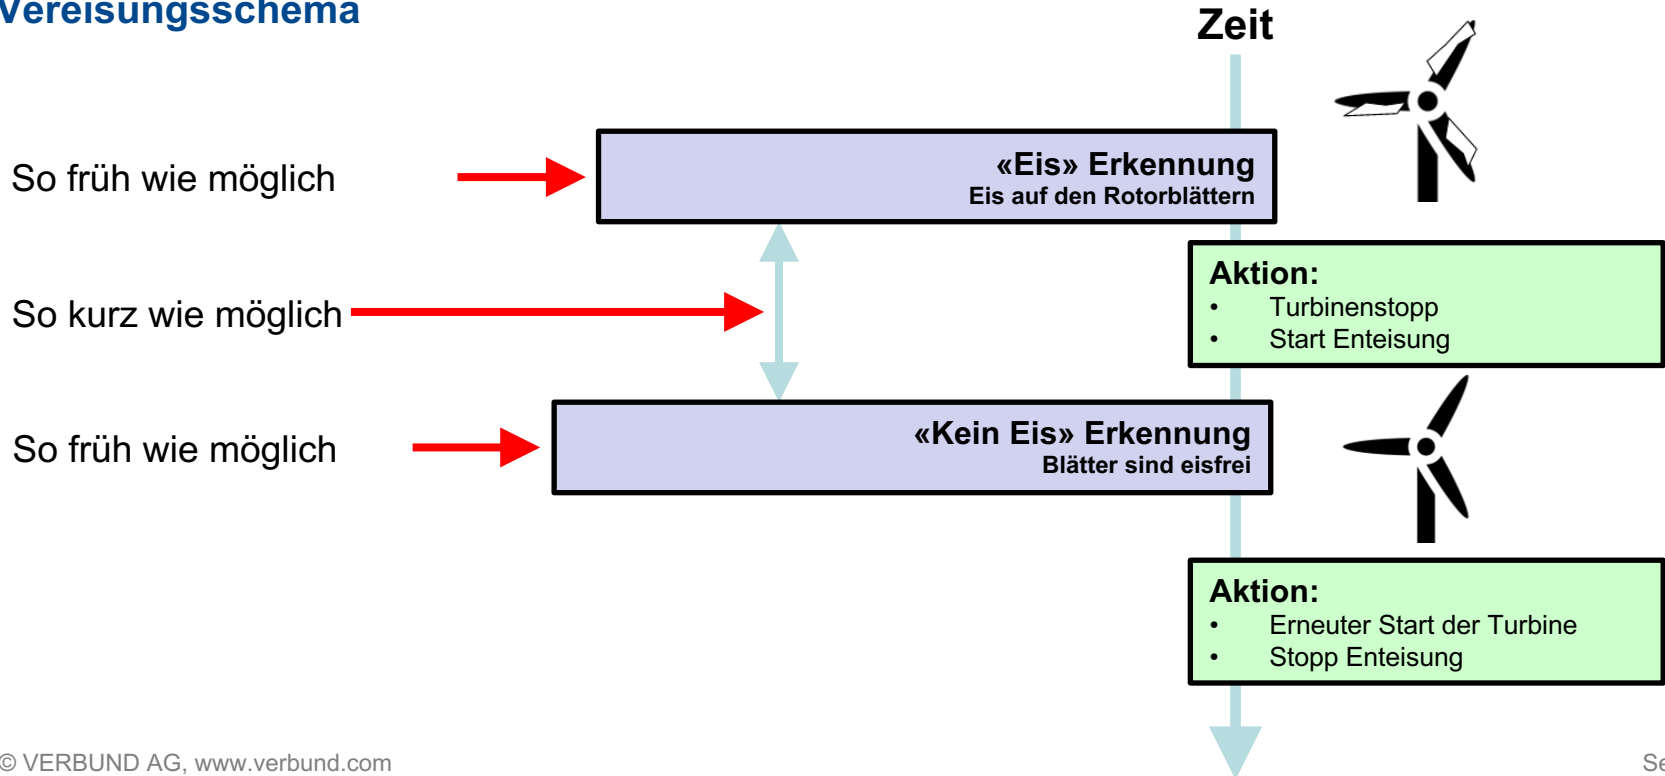 Vereisungsschema
Zeit
So früh wie möglich
«Eis» Erkennung
Eis auf den Rotorblättern
Aktion:
• Turbinenstopp
• Start Enteisung
So kurz wie möglich
So früh wie möglich
«Kein Eis» Erkennung
Blätter sind eisfrei
Aktion:
• Erneuter Start der Turbine
• Stopp Enteisung
© VERBUND AG, www.verbund.com